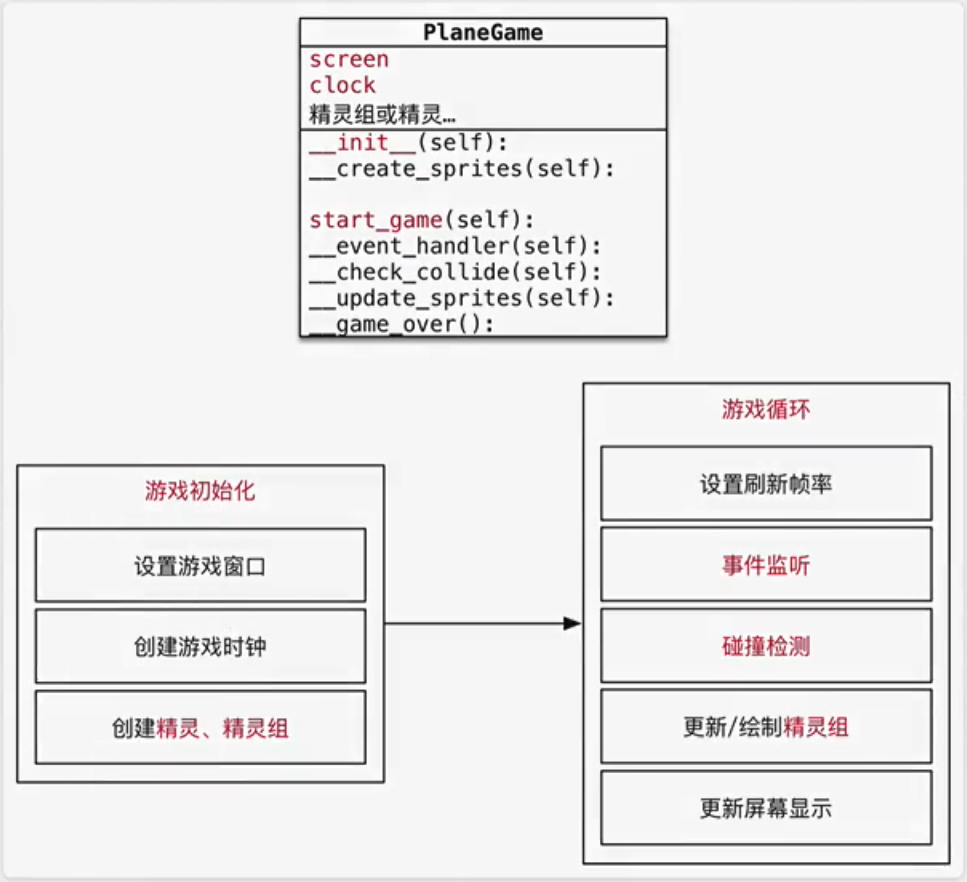 PlaneGame
screen
clock
精灵组或精灵…
__init__(self):
__create_sprites(self):
start_game(self):
__event_handler(self):
__check_collide(self):
__update_sprites(self):
__game_over():
游戏初始化
设置游戏窗口
创建游戏时钟
创建精灵、精灵组
游戏循环
设置刷新帧率
事件监听
碰撞检测
更新/绘制精灵组
更新屏幕显示